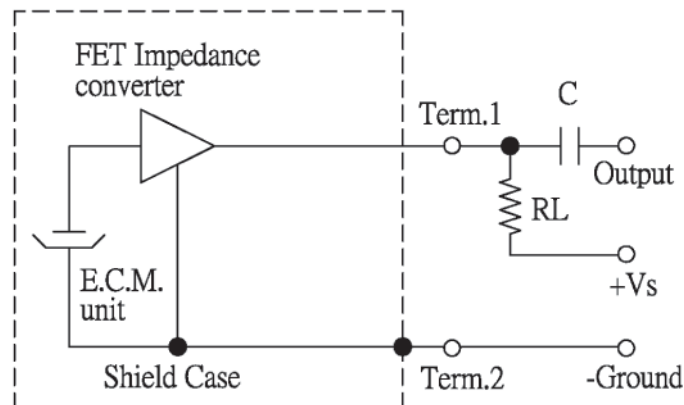 FET Impedance
converter
Term.1
C
Output
RL
+Vs
E.C.M.
unit
Shield Case
Term.2
-Ground